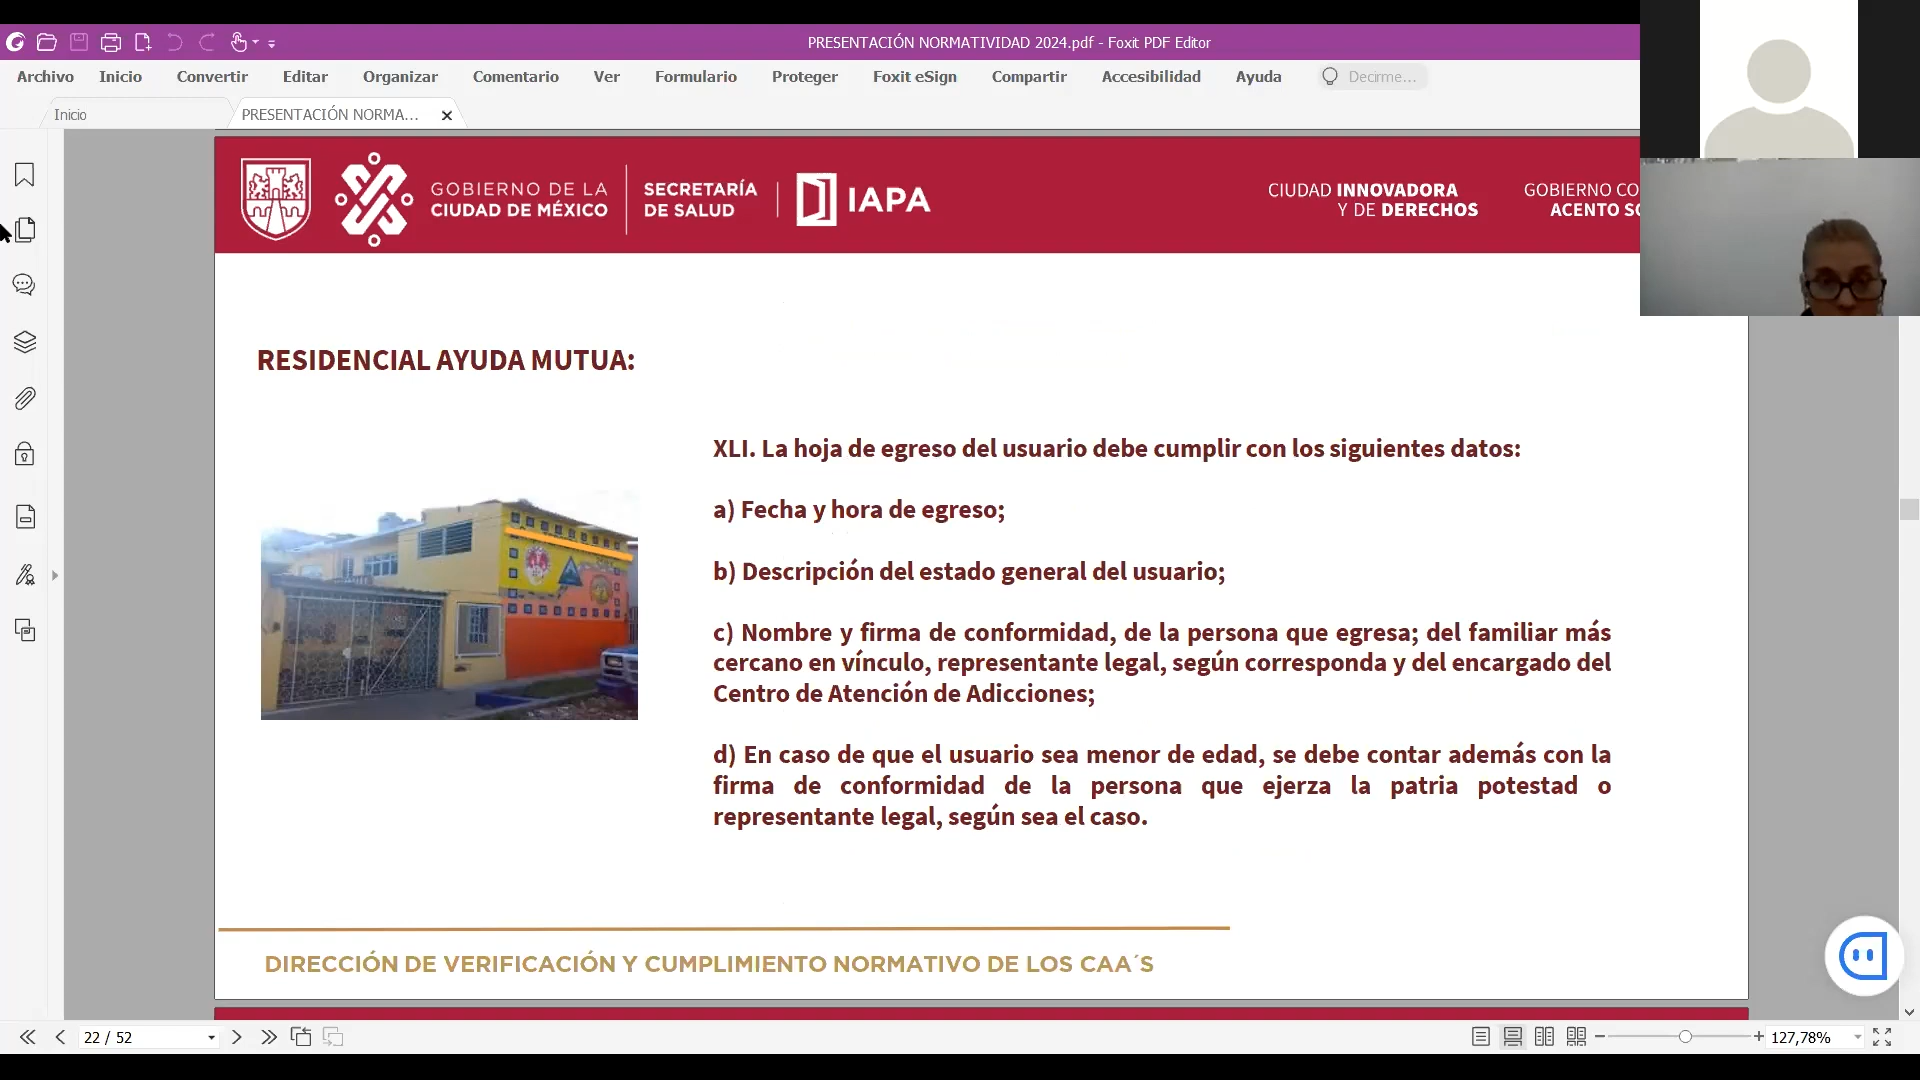 PRESENTACIÓN NORMATIVIDAD 2024.pdf - Foxit PDF Editor
Archivo Inicio Convertir Editar Organizar Comentario Ver Formulario Proteger Foxit eSign Compartir Accesibilidad Ayuda Decirme...
Inicio PRESENTACIÓN NORMA...
GOBIERNO DE LA
CIUDAD DE MÉXICO
SECRETARÍA
DE SALUD
IAPA
CIUDAD INNOVADORA
Y DE DERECHOS
GOBIERNO CO
ACENTO SO
RESIDENCIAL AYUDA MUTUA:
XLI. La hoja de egreso del usuario debe cumplir con los siguientes datos:
a) Fecha y hora de egreso;
b) Descripción del estado general del usuario;
c) Nombre y firma de conformidad, de la persona que egresa; del familiar más
cercano en vínculo, representante legal, según corresponda y del encargado del
Centro de Atención de Adicciones;
d) En caso de que el usuario sea menor de edad, se debe contar además con la
firma de conformidad de la persona que ejerza la patria potestad o
representante legal, según sea el caso.
DIRECCIÓN DE VERIFICACIÓN Y CUMPLIMIENTO NORMATIVO DE LOS CAA´S
22 / 52
127,78%